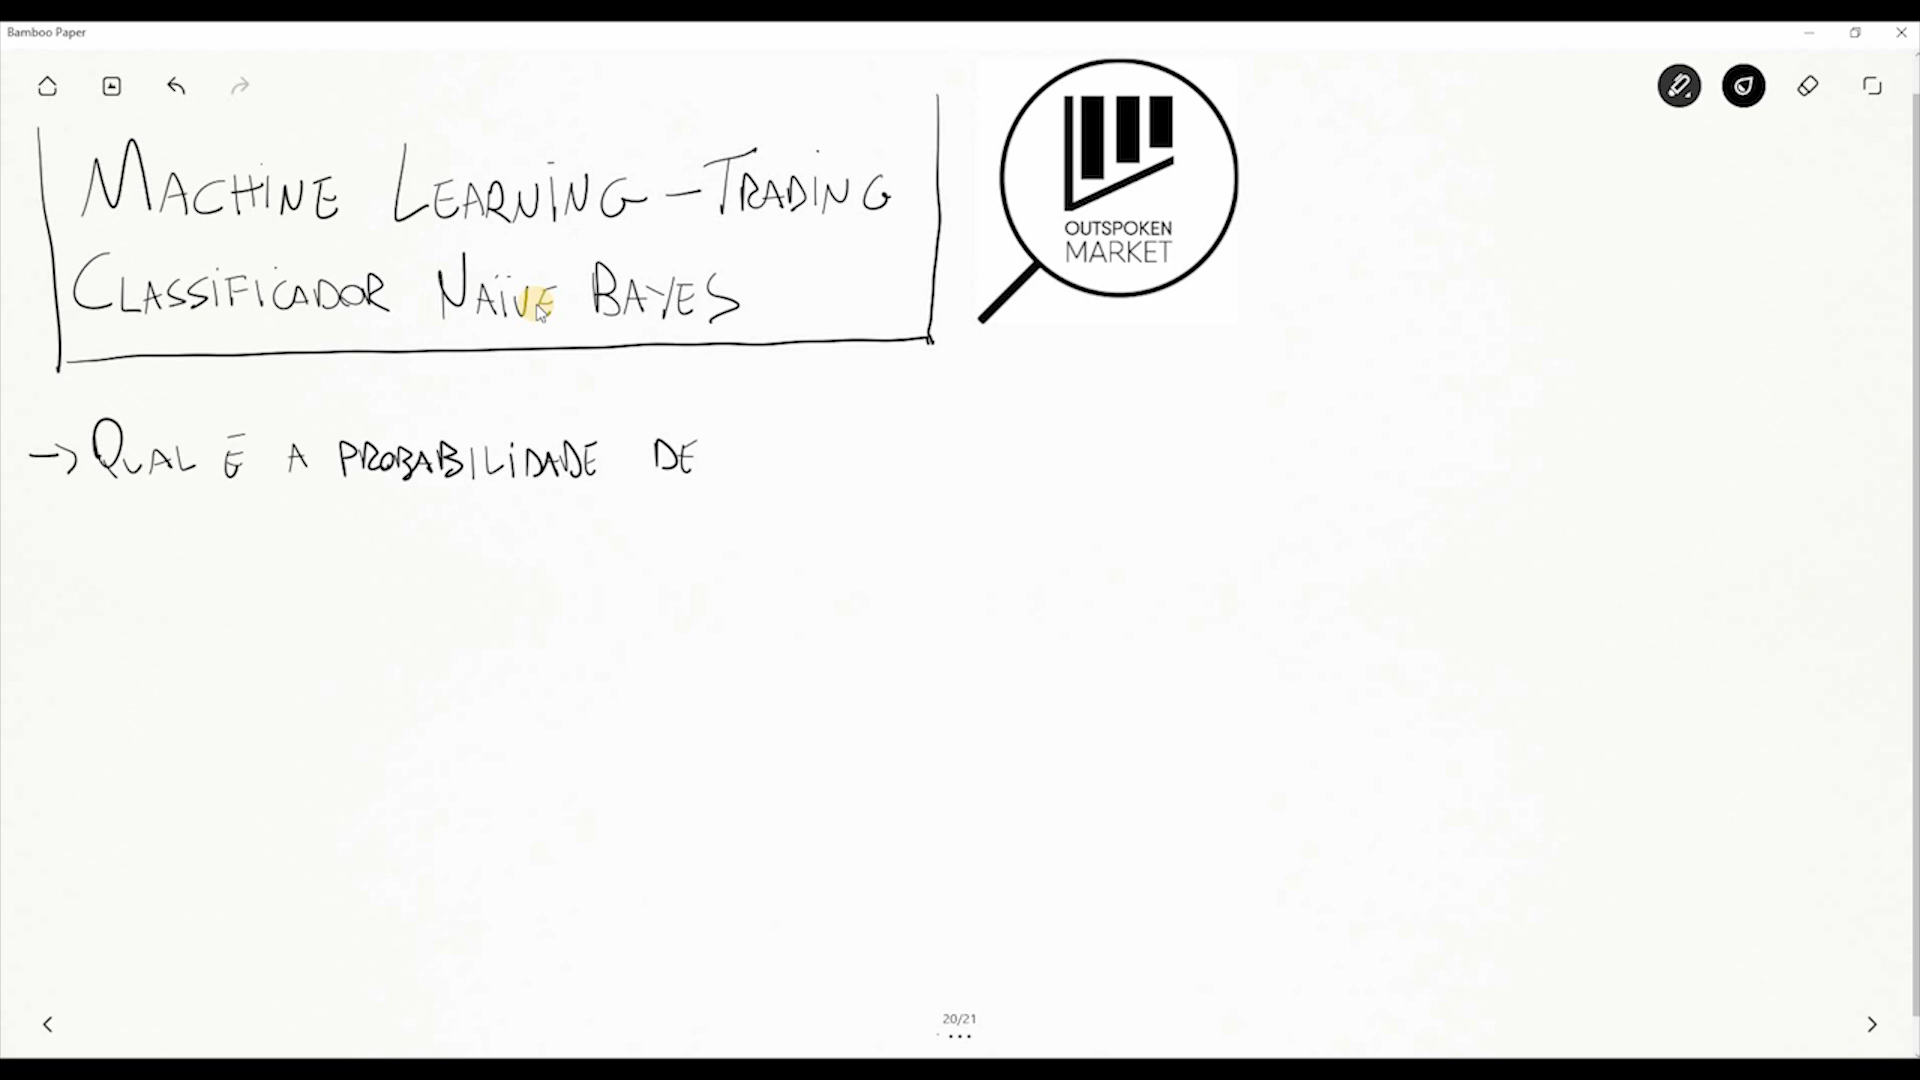 Bamboo Paper
MACHINE LEARNING - TRADING
CLASSIFICADOR NAÏVE BAYES
OUTSPOKEN
MARKET
→ QUAL É A PROBABILIDADE DE
20/21